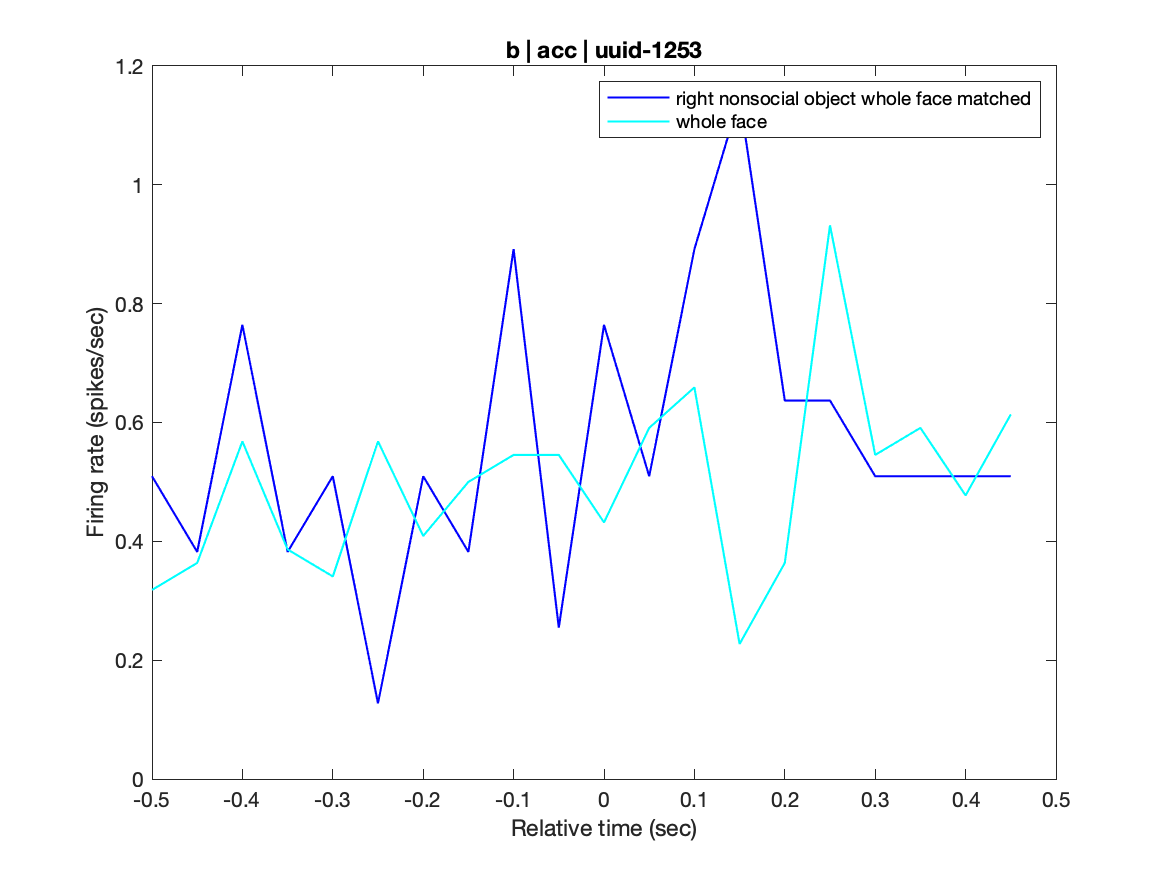 b | acc | uuid-1253
1.2
1
0.8
0.6
0.4
0.2
0
Firing rate (spikes/sec)
right nonsocial object whole face matched
whole face
-0.5 -0.4 -0.3 -0.2 -0.1 0 0.1 0.2 0.3 0.4 0.5
Relative time (sec)